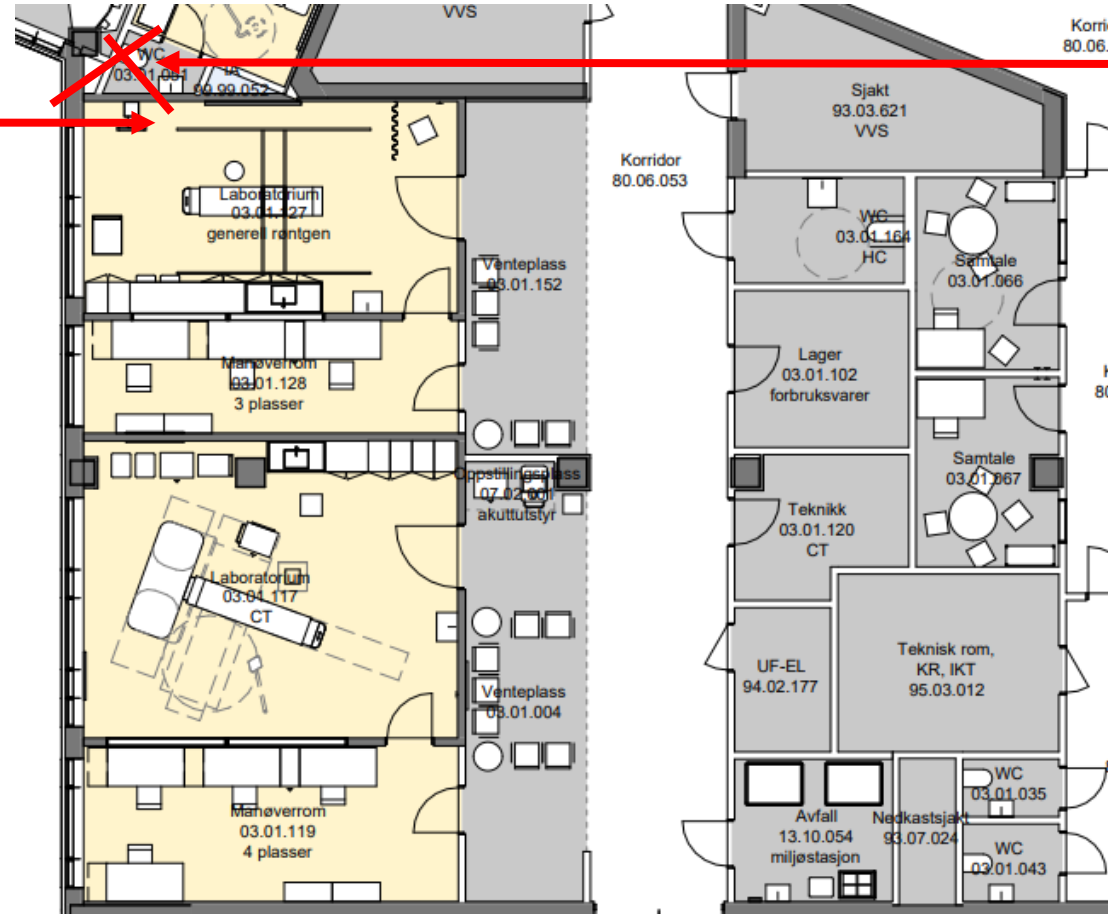 VVS
Korri
80.06.
WC
03.01.051
99.99.052
Sjakt
93.03.621
VVS
Korridor
80.06.053
Laboratorium
03.01.127
generell røntgen
WC
03.01.164
HC
Samtale
03.01.066
Venteplass
03.01.152
Manøverrom
03.01.128
3 plasser
Lager
03.01.102
forbruksvarer
K
80
Samtale
03.01.067
Oppstillingsplass
07.02.001
akuttutstyr
Teknikk
03.01.120
CT
Laboratorium
03.01.117
CT
Teknisk rom,
KR, IKT
95.03.012
UF-EL
94.02.177
Venteplass
03.01.004
WC
03.01.035
Manøverrom
03.01.119
4 plasser
Avfall
13.10.054
miljøstasjon
Nedkastsjakt
93.07.024
WC
03.01.043